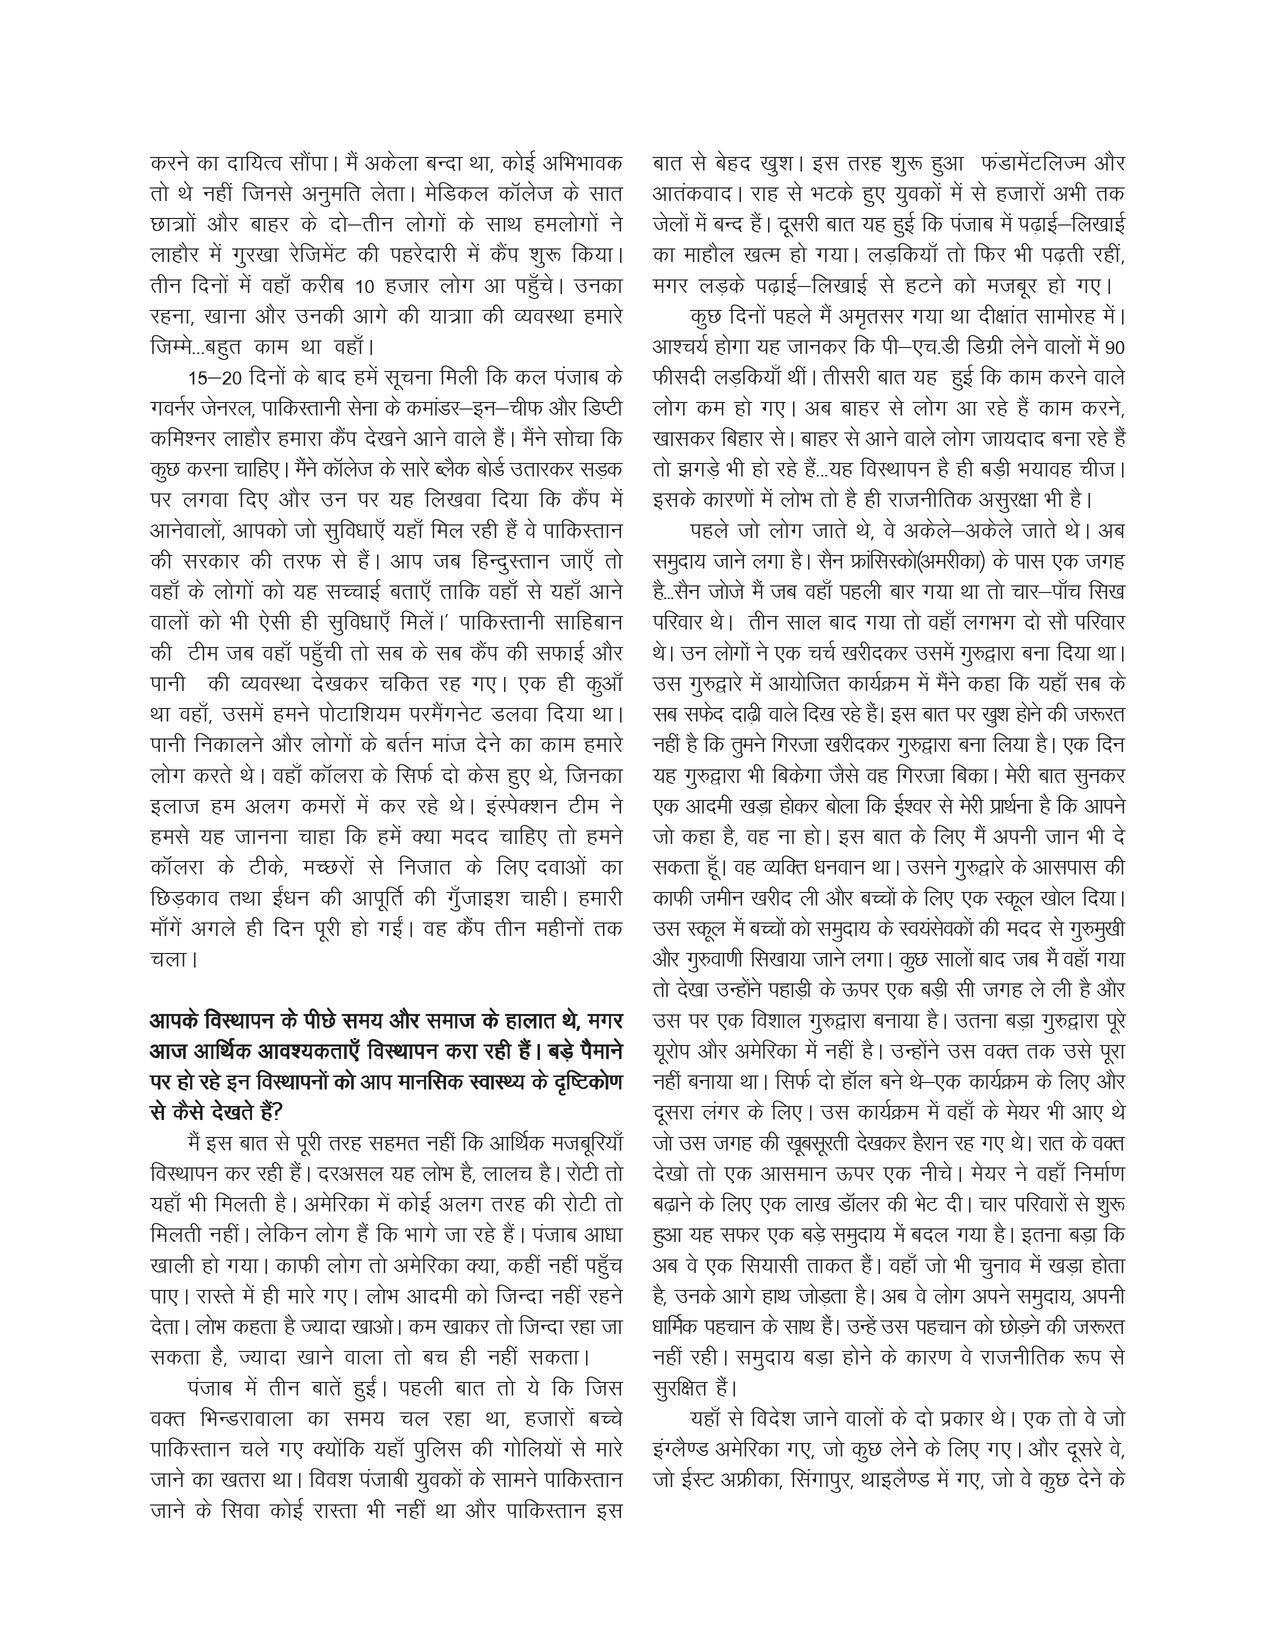 करने का दायित्व सौंपा। मैं अकेला बन्दा था, कोई अभिभावक
तो थे नहीं जिनसे अनुमति लेता। मेडिकल कॉलेज के सात
छात्राों और बाहर के दो–तीन लोगों के साथ हमलोगों ने
लाहौर में गुरखा रेजिमेंट की पहरेदारी में कैंप शुरू किया।
तीन दिनों में वहाँ करीब 10 हजार लोग आ पहुँचे। उनका
रहना, खाना और उनकी आगे की यात्राा की व्यवस्था हमारे
जिम्मे...बहुत काम था वहाँ।
15–20 दिनों के बाद हमें सूचना मिली कि कल पंजाब के
गवर्नर जेनरल, पाकिस्तानी सेना के कमांडर–इन–चीफ और डिप्टी
कमिश्नर लाहौर हमारा कैंप देखने आने वाले हैं। मैंने सोचा कि
कुछ करना चाहिए। मैंने कॉलेज के सारे ब्लैक बोर्ड उतारकर सड़क
पर लगवा दिए और उन पर यह लिखवा दिया कि कैंप में
आनेवालों, आपको जो सुविधाएँ यहाँ मिल रही हैं वे पाकिस्तान
की सरकार की तरफ से हैं। आप जब हिन्दुस्तान जाएँ तो
वहाँ के लोगों को यह सच्चाई बताएँ ताकि वहाँ से यहाँ आने
वालों को भी ऐसी ही सुविधाएँ मिलें।’ पाकिस्तानी साहिबान
की टीम जब वहाँ पहुँची तो सब के सब कैंप की सफाई और
पानी की व्यवस्था देखकर चकित रह गए। एक ही कुआँ
था वहाँ, उसमें हमने पोटाशियम परमैंगनेट डलवा दिया था।
पानी निकालने और लोगों के बर्तन मांज देने का काम हमारे
लोग करते थे। वहाँ कॉलरा के सिर्फ दो केस हुए थे, जिनका
इलाज हम अलग कमरों में कर रहे थे। इंस्पेक्शन टीम ने
हमसे यह जानना चाहा कि हमें क्या मदद चाहिए तो हमने
कॉलरा के टीके, मच्छरों से निजात के लिए दवाओं का
छिड़काव तथा ईंधन की आपूर्ति की गुँजाइश चाही। हमारी
माँगें अगले ही दिन पूरी हो गईं। वह कैंप तीन महीनों तक
चला।
आपके विस्थापन के पीछे समय और समाज के हालात थे, मगर
आज आर्थिक आवश्यकताएँ विस्थापन करा रही हैं। बड़े पैमाने
पर हो रहे इन विस्थापनों को आप मानसिक स्वास्थ्य के दृष्टिकोण
से कैसे देखते हैं?
मैं इस बात से पूरी तरह सहमत नहीं कि आर्थिक मजबूरियाँ
विस्थापन कर रही हैं। दरअसल यह लोभ है, लालच है। रोटी तो
यहाँ भी मिलती है। अमेरिका में कोई अलग तरह की रोटी तो
मिलती नहीं। लेकिन लोग हैं कि भागे जा रहे हैं। पंजाब आधा
खाली हो गया। काफी लोग तो अमेरिका क्या, कहीं नहीं पहुँच
पाए। रास्ते में ही मारे गए। लोभ आदमी को जिन्दा नहीं रहने
देता। लोभ कहता है ज्यादा खाओ। कम खाकर तो जिन्दा रहा जा
सकता है, ज्यादा खाने वाला तो बच ही नहीं सकता।
पंजाब में तीन बातें हुईं। पहली बात तो ये कि जिस
वक्त भिन्डरावाला का समय चल रहा था, हजारों बच्चे
पाकिस्तान चले गए क्योंकि यहाँ पुलिस की गोलियों से मारे
जाने का खतरा था। विवश पंजाबी युवकों के सामने पाकिस्तान
जाने के सिवा कोई रास्ता भी नहीं था और पाकिस्तान इस
बात से बेहद खुश। इस तरह शुरू हुआ फंडामेंटलिज्म और
आतंकवाद। राह से भटके हुए युवकों में से हजारों अभी तक
जेलों में बन्द हैं। दूसरी बात यह हुई कि पंजाब में पढ़ाई–लिखाई
का माहौल खत्म हो गया। लड़कियाँ तो फिर भी पढ़ती रहीं,
मगर लड़के पढ़ाई–लिखाई से हटने को मजबूर हो गए।
कुछ दिनों पहले मैं अमृतसर गया था दीक्षांत सामोरह में।
आश्चर्य होगा यह जानकर कि पी–एच.डी डिग्री लेने वालों में 90
फीसदी लड़कियाँ थीं। तीसरी बात यह हुई कि काम करने वाले
लोग कम हो गए। अब बाहर से लोग आ रहे हैं काम करने,
खासकर बिहार से। बाहर से आने वाले लोग जायदाद बना रहे हैं
तो झगड़े भी हो रहे हैं...यह विस्थापन है ही बड़ी भयावह चीज।
इसके कारणों में लोभ तो है ही राजनीतिक असुरक्षा भी है।
पहले जो लोग जाते थे, वे अकेले–अकेले जाते थे। अब
समुदाय जाने लगा है। सैन फ्रांसिस्को(अमरीका) के पास एक जगह
है...सैन जोजे मैं जब वहाँ पहली बार गया था तो चार–पाँच सिख
परिवार थे। तीन साल बाद गया तो वहाँ लगभग दो सौ परिवार
थे। उन लोगों ने एक चर्च खरीदकर उसमें गुरुद्वारा बना दिया था।
उस गुरुद्वारे में आयोजित कार्यक्रम में मैंने कहा कि यहाँ सब के
सब सफेद दाढ़ी वाले दिख रहे हैं। इस बात पर खुश होने की जरूरत
नहीं है कि तुमने गिरजा खरीदकर गुरुद्वारा बना लिया है। एक दिन
यह गुरुद्वारा भी बिकेगा जैसे वह गिरजा बिका। मेरी बात सुनकर
एक आदमी खड़ा होकर बोला कि ईश्वर से मेरी प्रार्थना है कि आपने
जो कहा है, वह ना हो। इस बात के लिए मैं अपनी जान भी दे
सकता हूँ। वह व्यक्ति धनवान था। उसने गुरुद्वारे के आसपास की
काफी जमीन खरीद ली और बच्चों के लिए एक स्कूल खोल दिया।
उस स्कूल में बच्चों को समुदाय के स्वयंसेवकों की मदद से गुरुमुखी
और गुरुवाणी सिखाया जाने लगा। कुछ सालों बाद जब मैं वहाँ गया
तो देखा उन्होंने पहाड़ी के ऊपर एक बड़ी सी जगह ले ली है और
उस पर एक विशाल गुरुद्वारा बनाया है। उतना बड़ा गुरुद्वारा पूरे
यूरोप और अमेरिका में नहीं है। उन्होंने उस वक्त तक उसे पूरा
नहीं बनाया था। सिर्फ दो हॉल बने थे–एक कार्यक्रम के लिए और
दूसरा लंगर के लिए। उस कार्यक्रम में वहाँ के मेयर भी आए थे
जो उस जगह की खूबसूरती देखकर हैरान रह गए थे। रात के वक्त
देखो तो एक आसमान ऊपर एक नीचे। मेयर ने वहाँ निर्माण
बढ़ाने के लिए एक लाख डॉलर की भेट दी। चार परिवारों से शुरू
हुआ यह सफर एक बड़े समुदाय में बदल गया है। इतना बड़ा कि
अब वे एक सियासी ताकत हैं। वहाँ जो भी चुनाव में खड़ा होता
है, उनके आगे हाथ जोड़ता है। अब वे लोग अपने समुदाय, अपनी
धार्मिक पहचान के साथ हैं। उन्हें उस पहचान को छोड़ने की जरूरत
नहीं रही। समुदाय बड़ा होने के कारण वे राजनीतिक रूप से
सुरक्षित हैं।
यहाँ से विदेश जाने वालों के दो प्रकार थे। एक तो वे जो
इंग्लैण्ड अमेरिका गए, जो कुछ लेने के लिए गए। और दूसरे वे,
जो ईस्ट अफ्रीका, सिंगापुर, थाइलैण्ड में गए, जो वे कुछ देने के